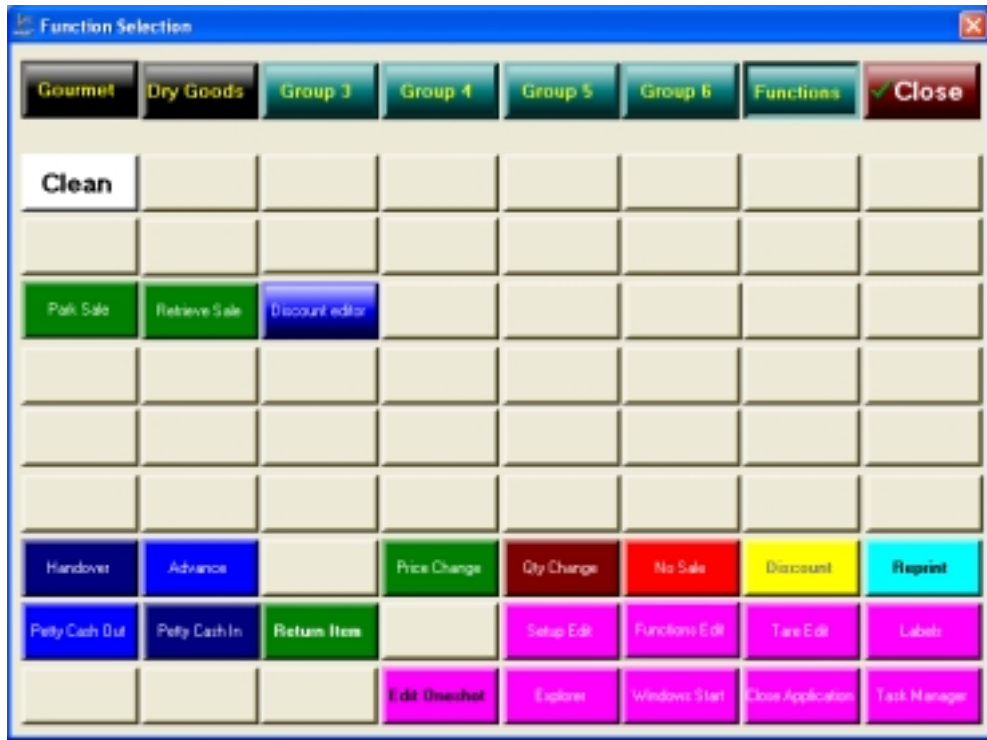 Function Selection
Gourmet Dry Goods Group 3 Group 4 Group 5 Group 6 Functions Close
Clean
Park Sale Retrieve Sale Discount editor
Handover Advance Price Change Qty Change No Sale Discount Reprint
Petty Cash Out Petty Cash In Return Item Setup Edit Functions Edit Tare Edit Labels
Edit Oneshot Explorer Windows Start Close Application Task Manager